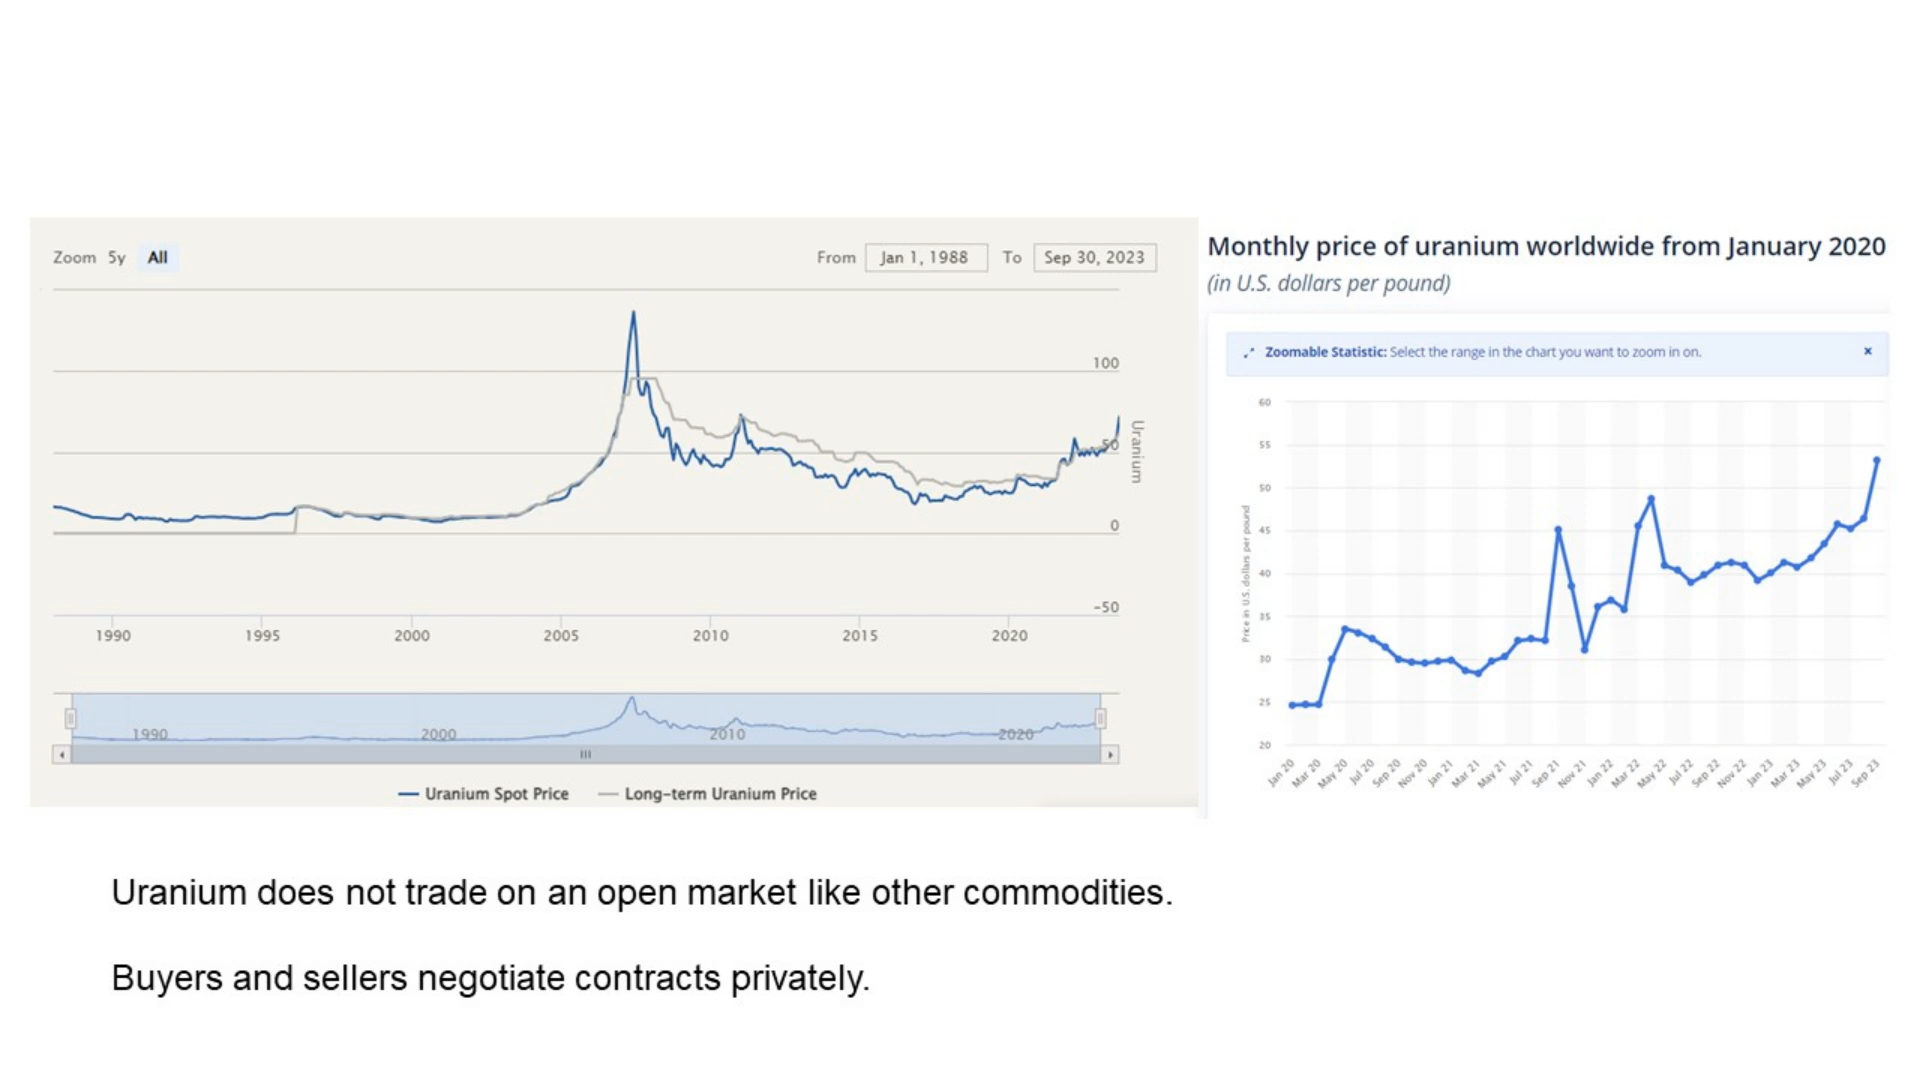 Zoom 5y All
From Jan 1, 1988 To Sep 30, 2023
100
50
0
-50
Uranium
1990 1995 2000 2005 2010 2015 2020
1990 2000 2010 2020
Uranium Spot Price Long-term Uranium Price
Monthly price of uranium worldwide from January 2020
(in U.S. dollars per pound)
Zoomable Statistic: Select the range in the chart you want to zoom in on. ×
60
55
50
45
40
35
30
25
20
Price in U.S. dollars per pound
Jan 20 Mar 20 May 20 Jul 20 Sep 20 Nov 20 Jan 21 Mar 21 May 21 Jul 21 Sep 21 Nov 21 Jan 22 Mar 22 May 22 Jul 22 Sep 22 Nov 22 Jan 23 Mar 23 May 23 Jul 23 Sep 23
Uranium does not trade on an open market like other commodities.
Buyers and sellers negotiate contracts privately.